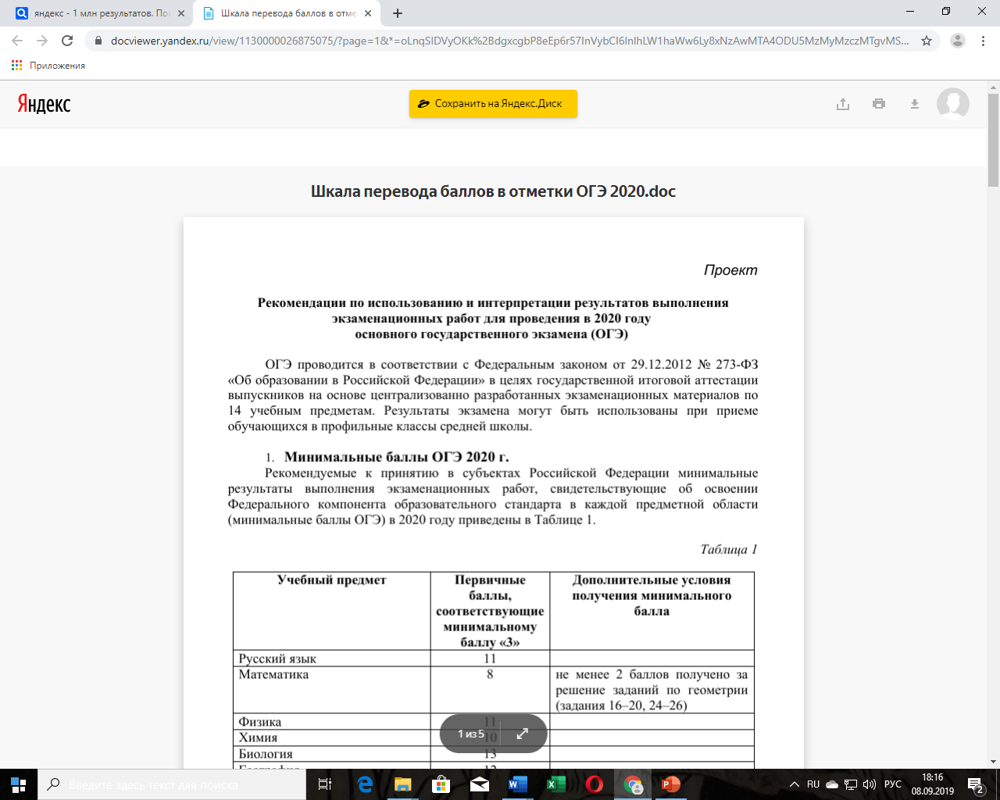 яндекс - 1 млн результатов. Пои
Шкала перевода баллов в отме
docviewer.yandex.ru/view/1130000026875075/?page=1&*=oLnqSlDVyOKk%2BdgxcgbP8eEp6r57InVybCI6InlhLW1haWw6Ly8xNzAwMTA4ODU5MzMyMzczMTgvMS...
Приложения
Яндекс
Сохранить на Яндекс.Диск
Шкала перевода баллов в отметки ОГЭ 2020.doc
Проект
Рекомендации по использованию и интерпретации результатов выполнения
экзаменационных работ для проведения в 2020 году
основного государственного экзамена (ОГЭ)
ОГЭ проводится в соответствии с Федеральным законом от 29.12.2012 № 273-ФЗ
«Об образовании в Российской Федерации» в целях государственной итоговой аттестации
выпускников на основе централизованно разработанных экзаменационных материалов по
14 учебным предметам. Результаты экзамена могут быть использованы при приеме
обучающихся в профильные классы средней школы.
1. Минимальные баллы ОГЭ 2020 г.
Рекомендуемые к принятию в субъектах Российской Федерации минимальные
результаты выполнения экзаменационных работ, свидетельствующие об освоении
Федерального компонента образовательного стандарта в каждой предметной области
(минимальные баллы ОГЭ) в 2020 году приведены в Таблице 1.
Таблица 1
Учебный предмет
Первичные
баллы,
соответствующие
минимальному
баллу «3»
Дополнительные условия
получения минимального
балла
Русский язык 11
Математика 8
не менее 2 баллов получено за
решение заданий по геометрии
(задания 16–20, 24–26)
Физика 11
Химия 10
Биология 13
География 12
1 из 5
Введите здесь текст для поиска
RU
РУС
18:16
08.09.2019
2